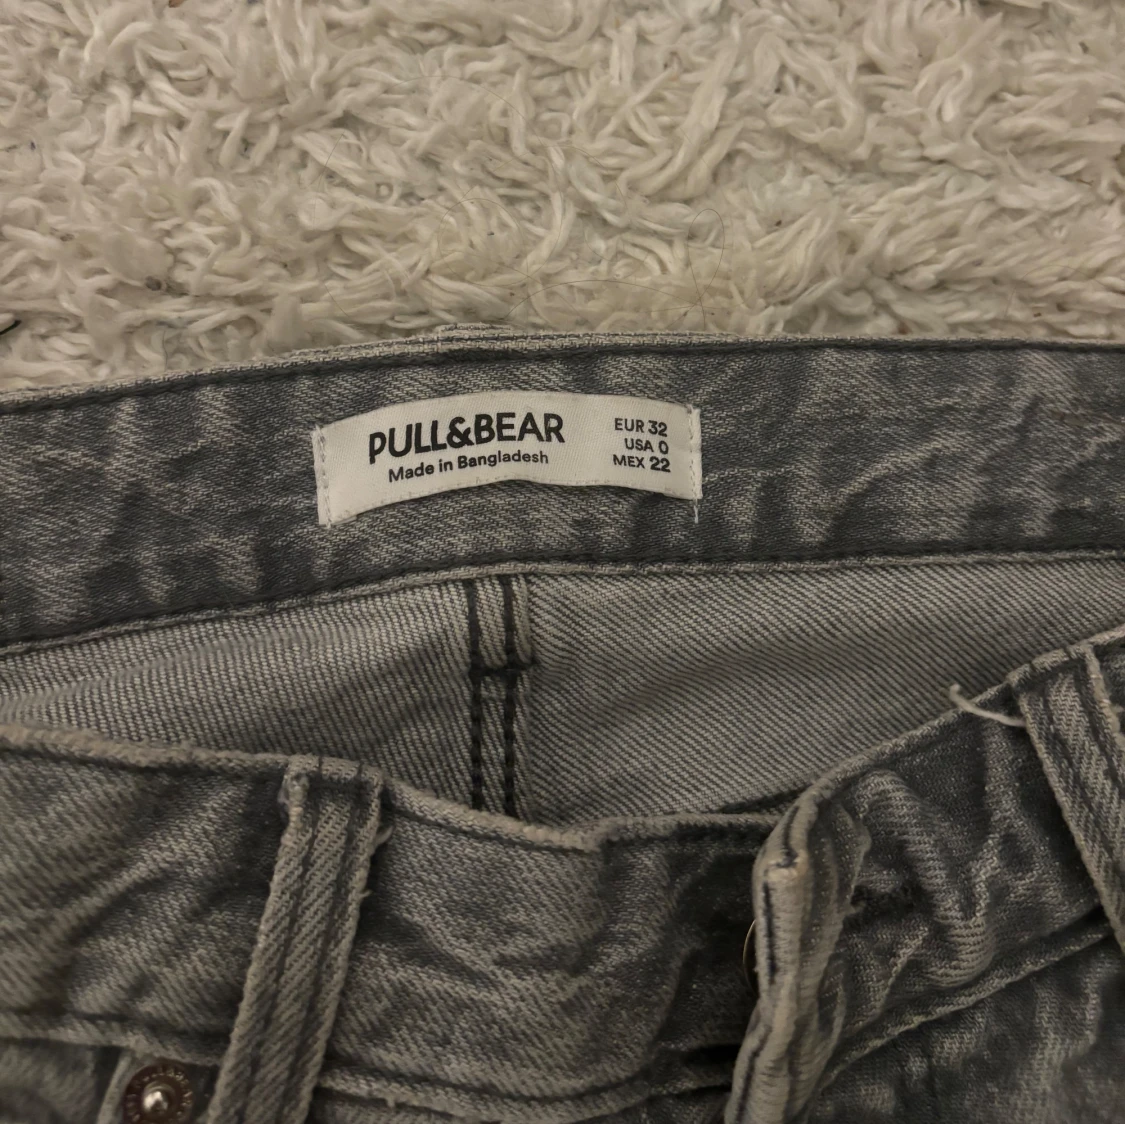 PULL&BEAR
Made in Bangladesh
EUR 32
USA 0
MEX 22